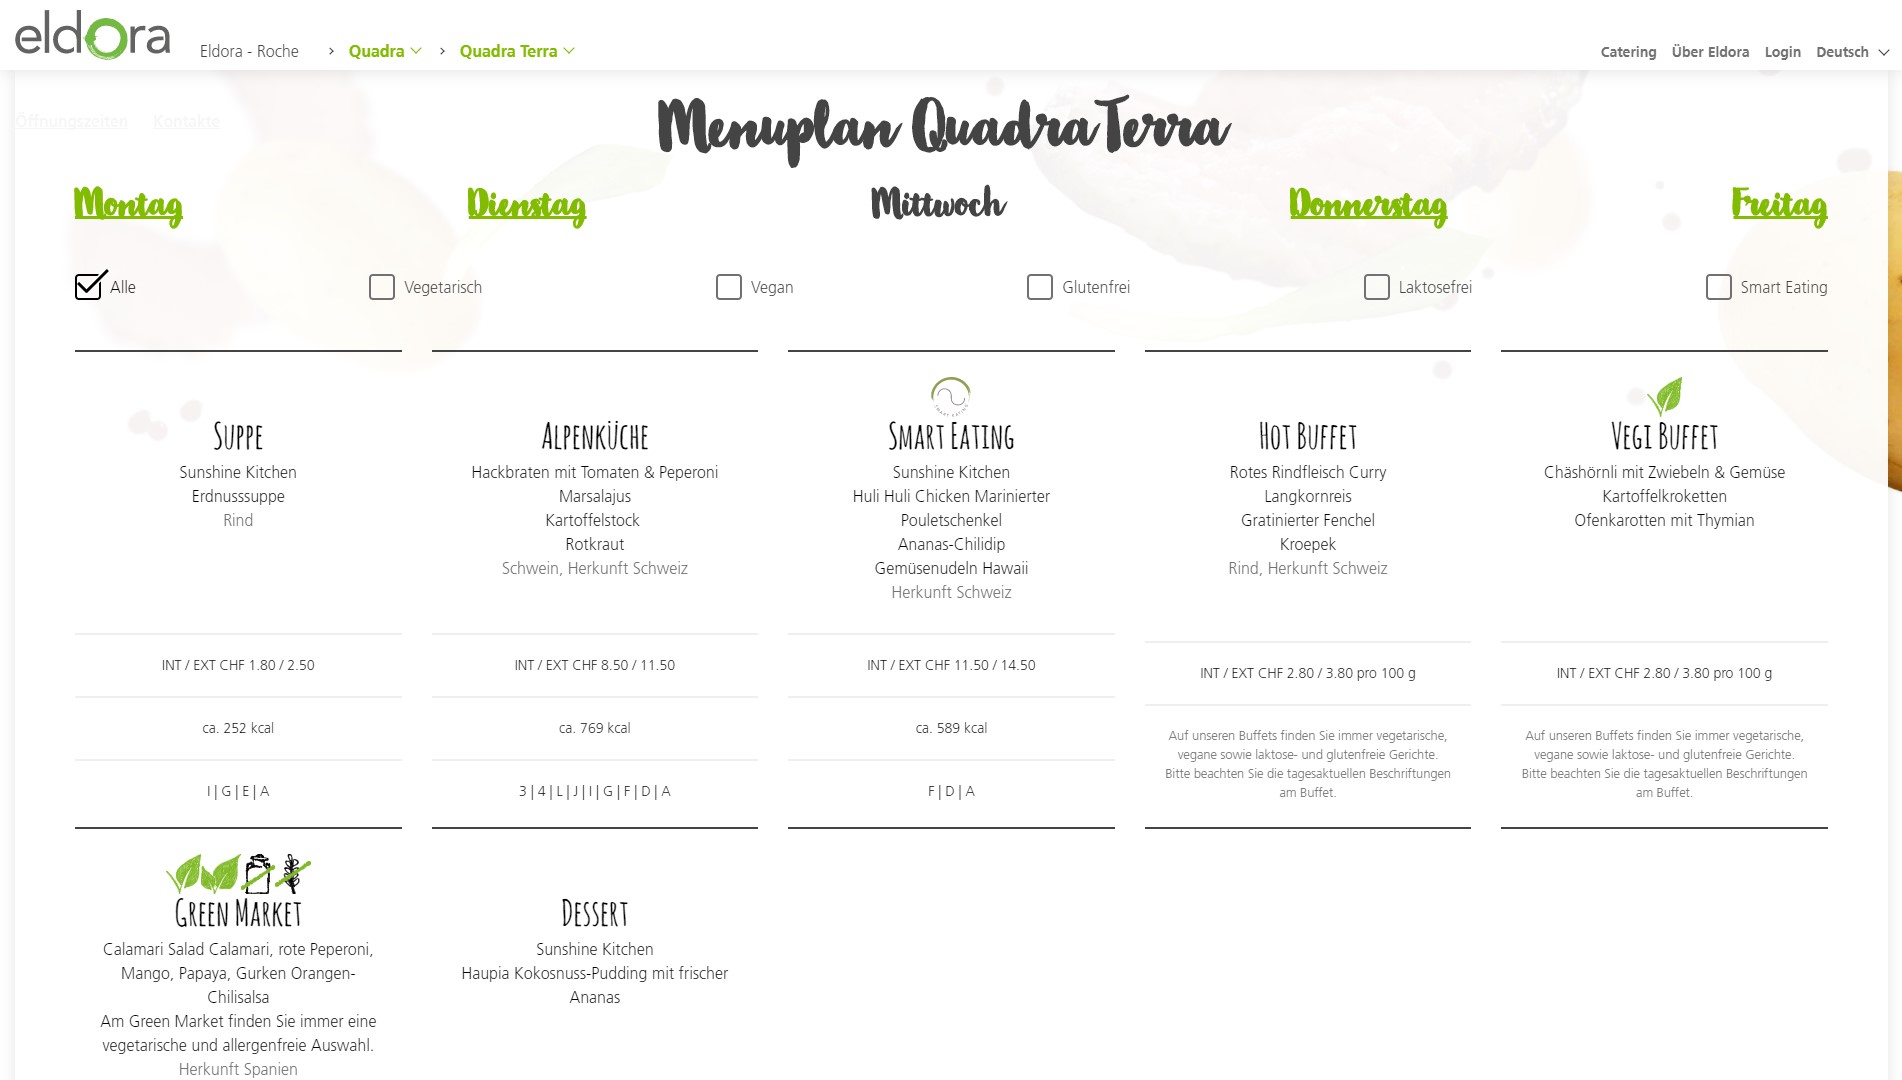 eldora
Eldora - Roche
Quadra
Quadra Terra
Catering
Über Eldora
Login
Deutsch
Öffnungszeiten
Kontakte
Menuplan Quadra Terra
Montag
Dienstag
Mittwoch
Donnerstag
Freitag
Alle
Vegetarisch
Vegan
Glutenfrei
Laktosefrei
Smart Eating
Suppe
Sunshine Kitchen
Erdnusssuppe
Rind
INT / EXT CHF 1.80 / 2.50
ca. 252 kcal
I | G | E | A
Alpenküche
Hackbraten mit Tomaten & Peperoni
Marsalajus
Kartoffelstock
Rotkraut
Schwein, Herkunft Schweiz
INT / EXT CHF 8.50 / 11.50
ca. 769 kcal
3 | 4 | L | J | I | G | F | D | A
SMART EATING
Smart Eating
Sunshine Kitchen
Huli Huli Chicken Marinierter
Pouletschenkel
Ananas-Chilidip
Gemüsenudeln Hawaii
Herkunft Schweiz
INT / EXT CHF 11.50 / 14.50
ca. 589 kcal
F | D | A
Hot Buffet
Rotes Rindfleisch Curry
Langkornreis
Gratinierter Fenchel
Kroepek
Rind, Herkunft Schweiz
INT / EXT CHF 2.80 / 3.80 pro 100 g
Auf unseren Buffets finden Sie immer vegetarische,
vegane sowie laktose- und glutenfreie Gerichte.
Bitte beachten Sie die tagesaktuellen Beschriftungen
am Buffet.
Vegi Buffet
Chäshörnli mit Zwiebeln & Gemüse
Kartoffelkroketten
Ofenkarotten mit Thymian
INT / EXT CHF 2.80 / 3.80 pro 100 g
Auf unseren Buffets finden Sie immer vegetarische,
vegane sowie laktose- und glutenfreie Gerichte.
Bitte beachten Sie die tagesaktuellen Beschriftungen
am Buffet.
Green Market
Calamari Salad Calamari, rote Peperoni,
Mango, Papaya, Gurken Orangen-
Chilisalsa
Am Green Market finden Sie immer eine
vegetarische und allergenfreie Auswahl.
Herkunft Spanien
Dessert
Sunshine Kitchen
Haupia Kokosnuss-Pudding mit frischer
Ananas